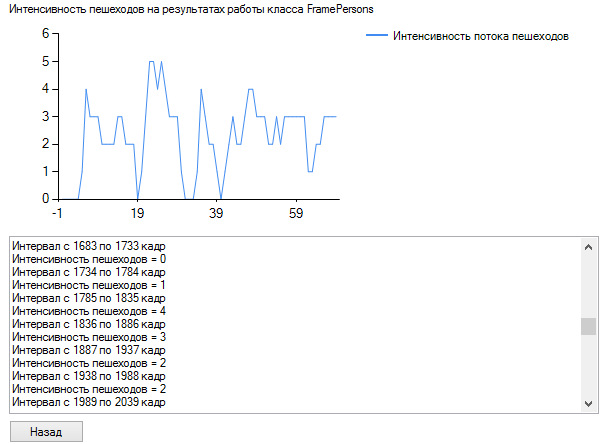 Интенсивность пешеходов на результатах работы класса FramePersons
Интенсивность потока пешеходов
6
5
4
3
2
1
0
-1 19 39 59
Интервал с 1683 по 1733 кадр
Интенсивность пешеходов = 0
Интервал с 1734 по 1784 кадр
Интенсивность пешеходов = 1
Интервал с 1785 по 1835 кадр
Интенсивность пешеходов = 4
Интервал с 1836 по 1886 кадр
Интенсивность пешеходов = 3
Интервал с 1887 по 1937 кадр
Интенсивность пешеходов = 2
Интервал с 1938 по 1988 кадр
Интенсивность пешеходов = 2
Интервал с 1989 по 2039 кадр
Назад